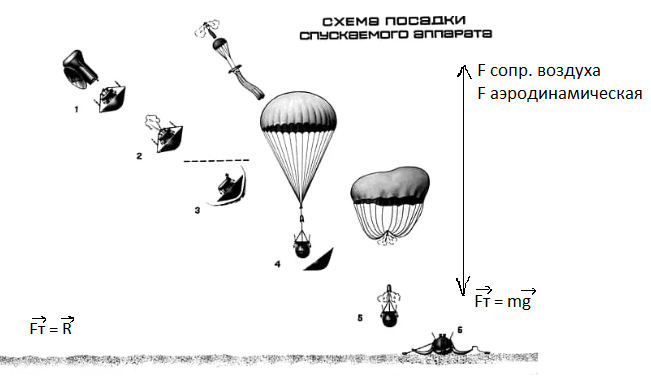 СХЕМА ПОСАДКИ
СПУСКАЕМОГО АППАРАТА
F сопр. воздуха
F аэродинамическая
1
2
3
4
5
6
Fт = mg
Fт = R